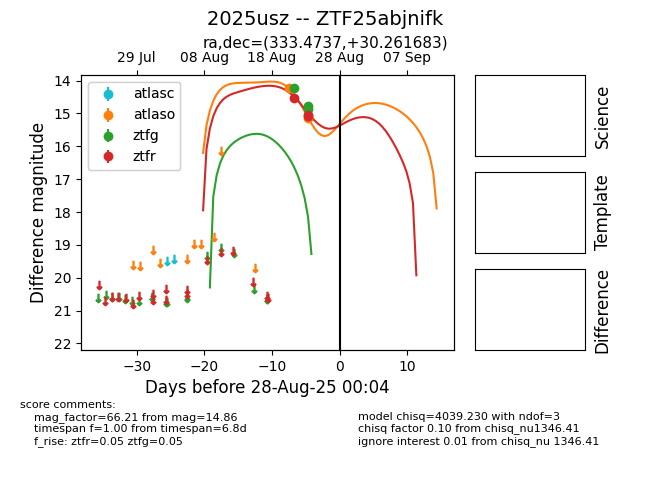 2025usz -- ZTF25abjnifk
ra,dec=(333.4737,+30.261683)
29 Jul 08 Aug 18 Aug 28 Aug 07 Sep
atlasc
atlaso
ztfg
ztfr
14
15
16
17
18
19
20
21
22
Difference magnitude
−30 −20 −10 0 10
Days before 28-Aug-25 00:04
Science
Template
Difference
score comments:
mag_factor=66.21 from mag=14.86
timespan f=1.00 from timespan=6.8d
f_rise: ztfr=0.05 ztfg=0.05
model chisq=4039.230 with ndof=3
chisq factor 0.10 from chisq_nu1346.41
ignore interest 0.01 from chisq_nu 1346.41